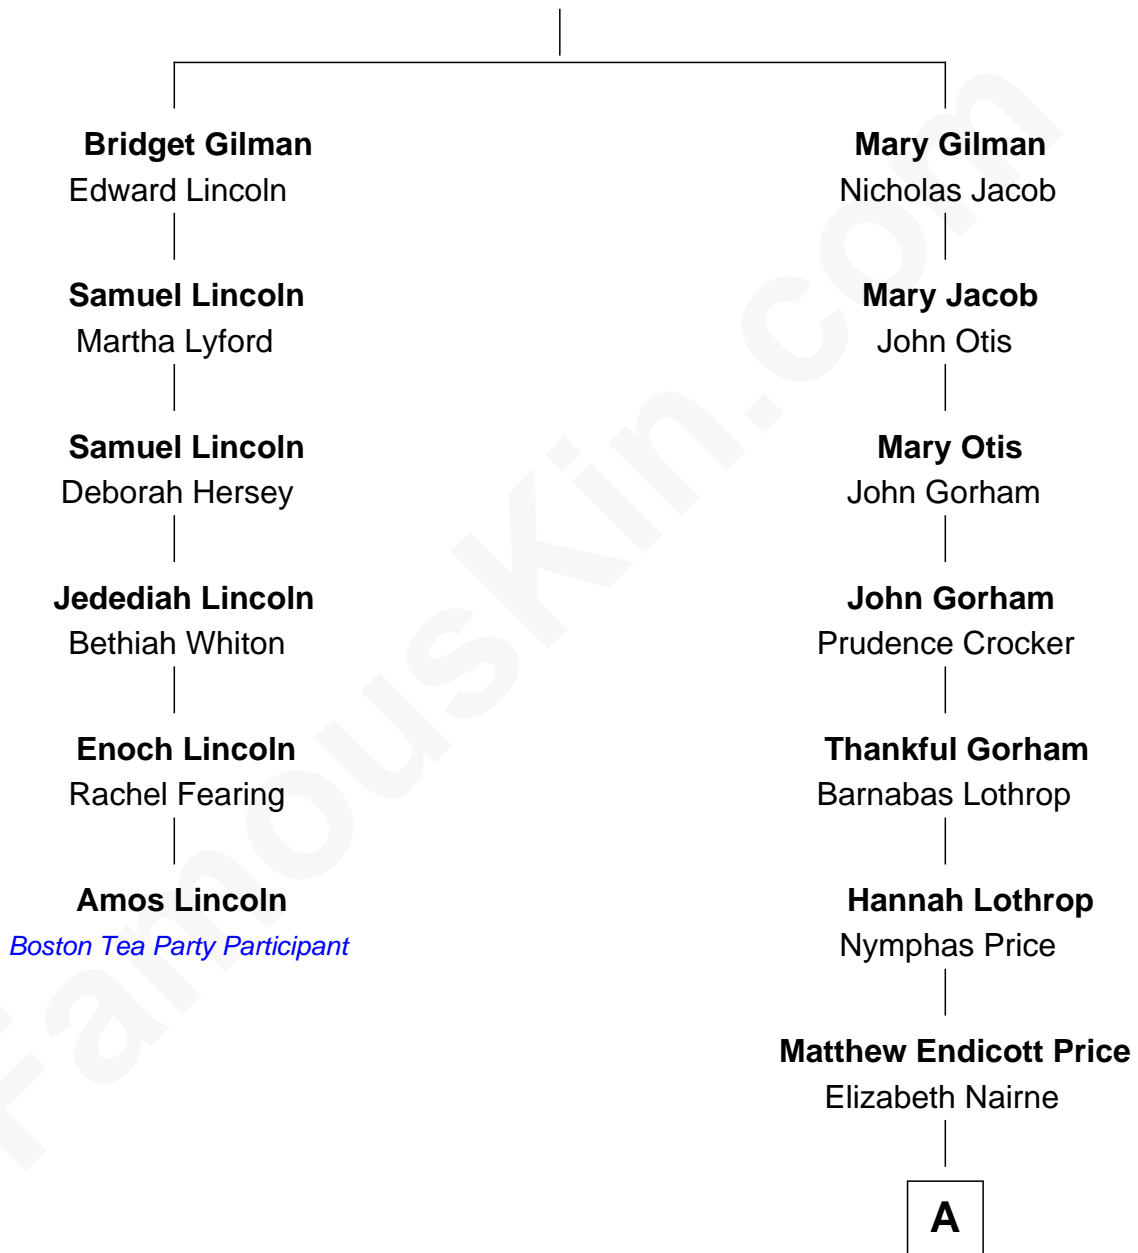 Bridget Gilman
Edward Lincoln
Samuel Lincoln
Martha Lyford
Samuel Lincoln
Deborah Hersey
Jedediah Lincoln
Bethiah Whiton
Enoch Lincoln
Rachel Fearing
Amos Lincoln
Boston Tea Party Participant
Mary Gilman
Nicholas Jacob
Mary Jacob
John Otis
Mary Otis
John Gorham
John Gorham
Prudence Crocker
Thankful Gorham
Barnabas Lothrop
Hannah Lothrop
Nymphas Price
Matthew Endicott Price
Elizabeth Nairne
A
FamousKin.com